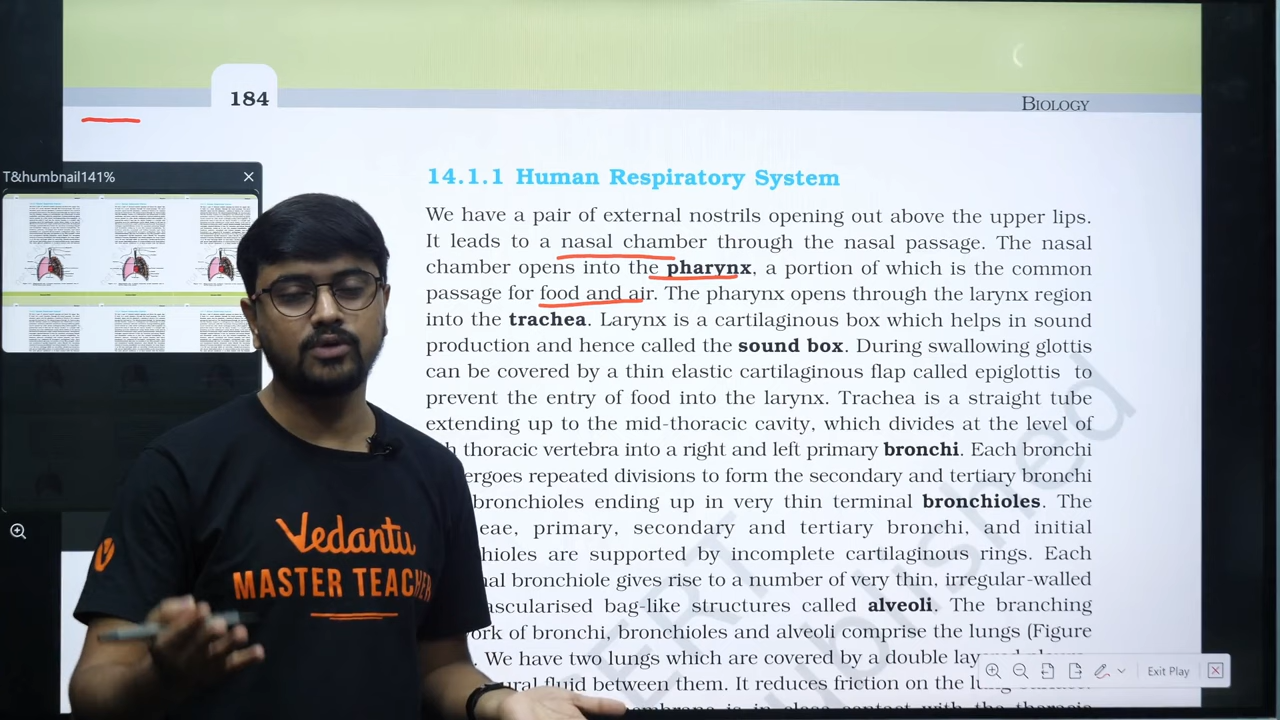 184
BIOLOGY
T&humbnail141%
14.1.1 Human Respiratory System
We have a pair of external nostrils opening out above the upper lips.
It leads to a nasal chamber through the nasal passage. The nasal
chamber opens into the pharynx, a portion of which is the common
passage for food and air. The pharynx opens through the larynx region
into the trachea. Larynx is a cartilaginous box which helps in sound
production and hence called the sound box. During swallowing glottis
can be covered by a thin elastic cartilaginous flap called epiglottis to
prevent the entry of food into the larynx. Trachea is a straight tube
extending up to the mid-thoracic cavity, which divides at the level of
thoracic vertebra into a right and left primary bronchi. Each bronchi
repeated divisions to form the secondary and tertiary bronchi
bronchioles ending up in very thin terminal bronchioles. The
primary, secondary and tertiary bronchi, and initial
are supported by incomplete cartilaginous rings. Each
bronchiole gives rise to a number of very thin, irregular-walled
bag-like structures called alveoli. The branching
of bronchi, bronchioles and alveoli comprise the lungs (Figure
We have two lungs which are covered by a double
fluid between them. It reduces friction on the
is in close contact with the thoracic
Exit Play
Vedantu
MASTER TEACHER